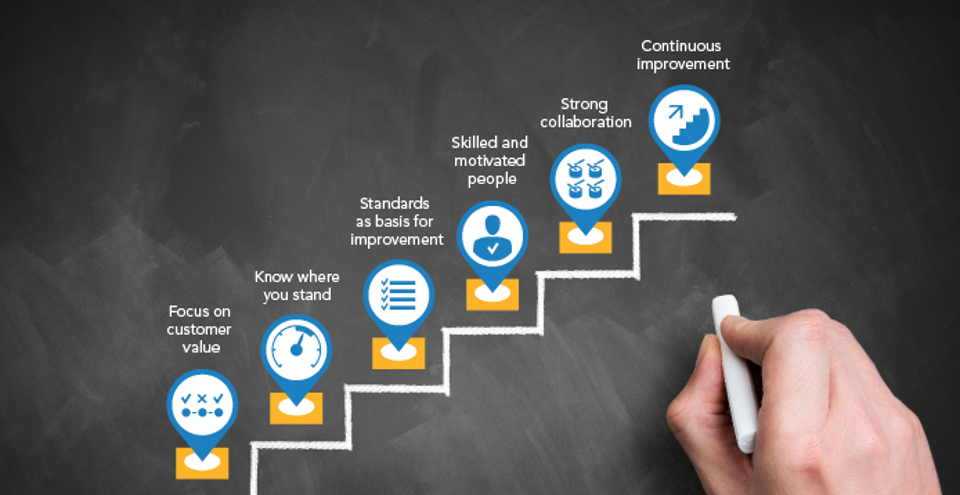 Continuous
improvement
Strong
collaboration
Skilled and
motivated
people
Standards
as basis for
improvement
Know where
you stand
Focus on
customer
value